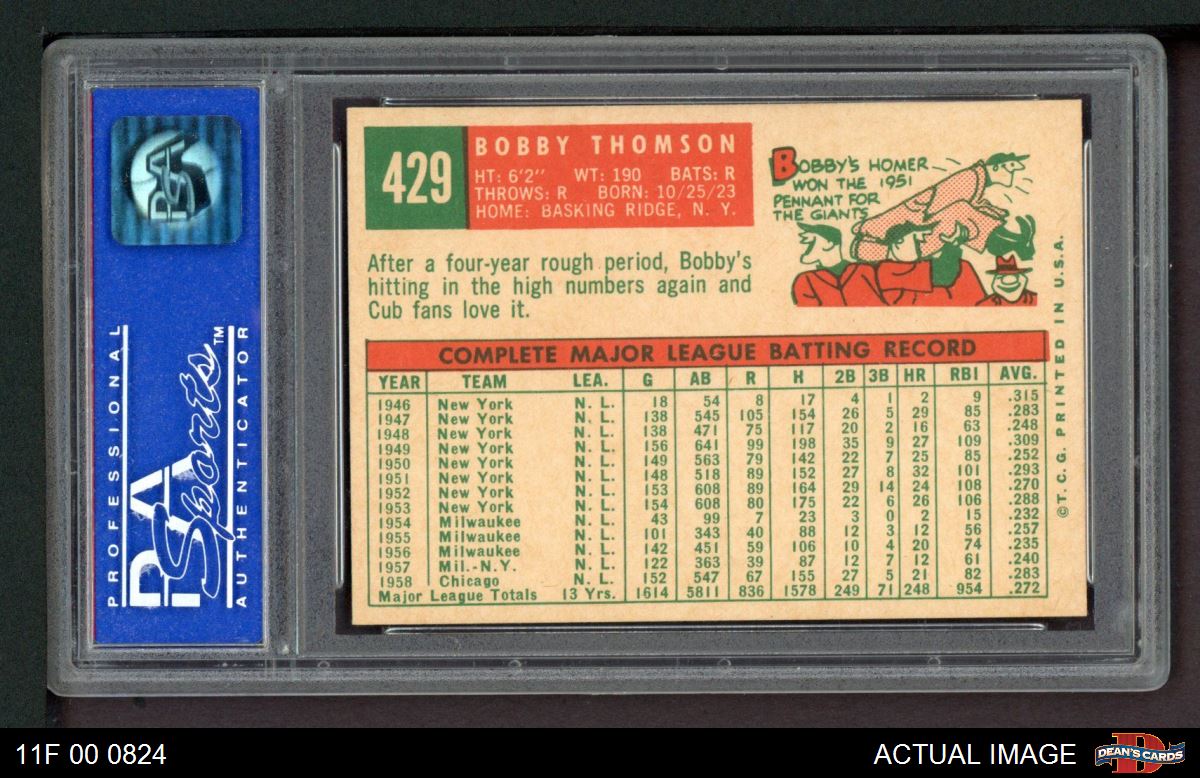 PSA
PROFESSIONAL
PSA
Sports™
AUTHENTICATOR
429
BOBBY THOMSON
HT: 6'2" WT: 190 BATS: R
THROWS: R BORN: 10/25/23
HOME: BASKING RIDGE, N. Y.
BOBBY'S HOMER
WON THE 1951
PENNANT FOR
THE GIANTS
After a four-year rough period, Bobby's
hitting in the high numbers again and
Cub fans love it.
COMPLETE MAJOR LEAGUE BATTING RECORD
YEAR TEAM LEA. G AB R H 2B 3B HR RBI AVG.
1946 New York N. L. 18 54 8 17 4 1 2 9 .315
1947 New York N. L. 138 545 105 154 26 5 29 85 .283
1948 New York N. L. 138 471 75 117 20 2 16 63 .248
1949 New York N. L. 156 641 99 198 35 9 27 109 .309
1950 New York N. L. 149 563 79 142 22 7 25 85 .252
1951 New York N. L. 148 518 89 152 27 8 32 101 .293
1952 New York N. L. 153 608 89 164 29 14 24 108 .270
1953 New York N. L. 154 608 80 175 22 6 26 106 .288
1954 Milwaukee N. L. 43 99 7 23 3 0 2 15 .232
1955 Milwaukee N. L. 101 343 40 88 12 3 12 56 .257
1956 Milwaukee N. L. 142 451 59 106 10 4 20 74 .235
1957 Mil.-N.Y. N. L. 122 363 39 87 12 7 12 61 .240
1958 Chicago N. L. 152 547 67 155 27 5 21 82 .283
Major League Totals 13 Yrs. 1614 5811 836 1578 249 71 248 954 .272
© T. C. G. PRINTED IN U.S.A.
11F 00 0824
ACTUAL IMAGE
DEAN'S CARDS